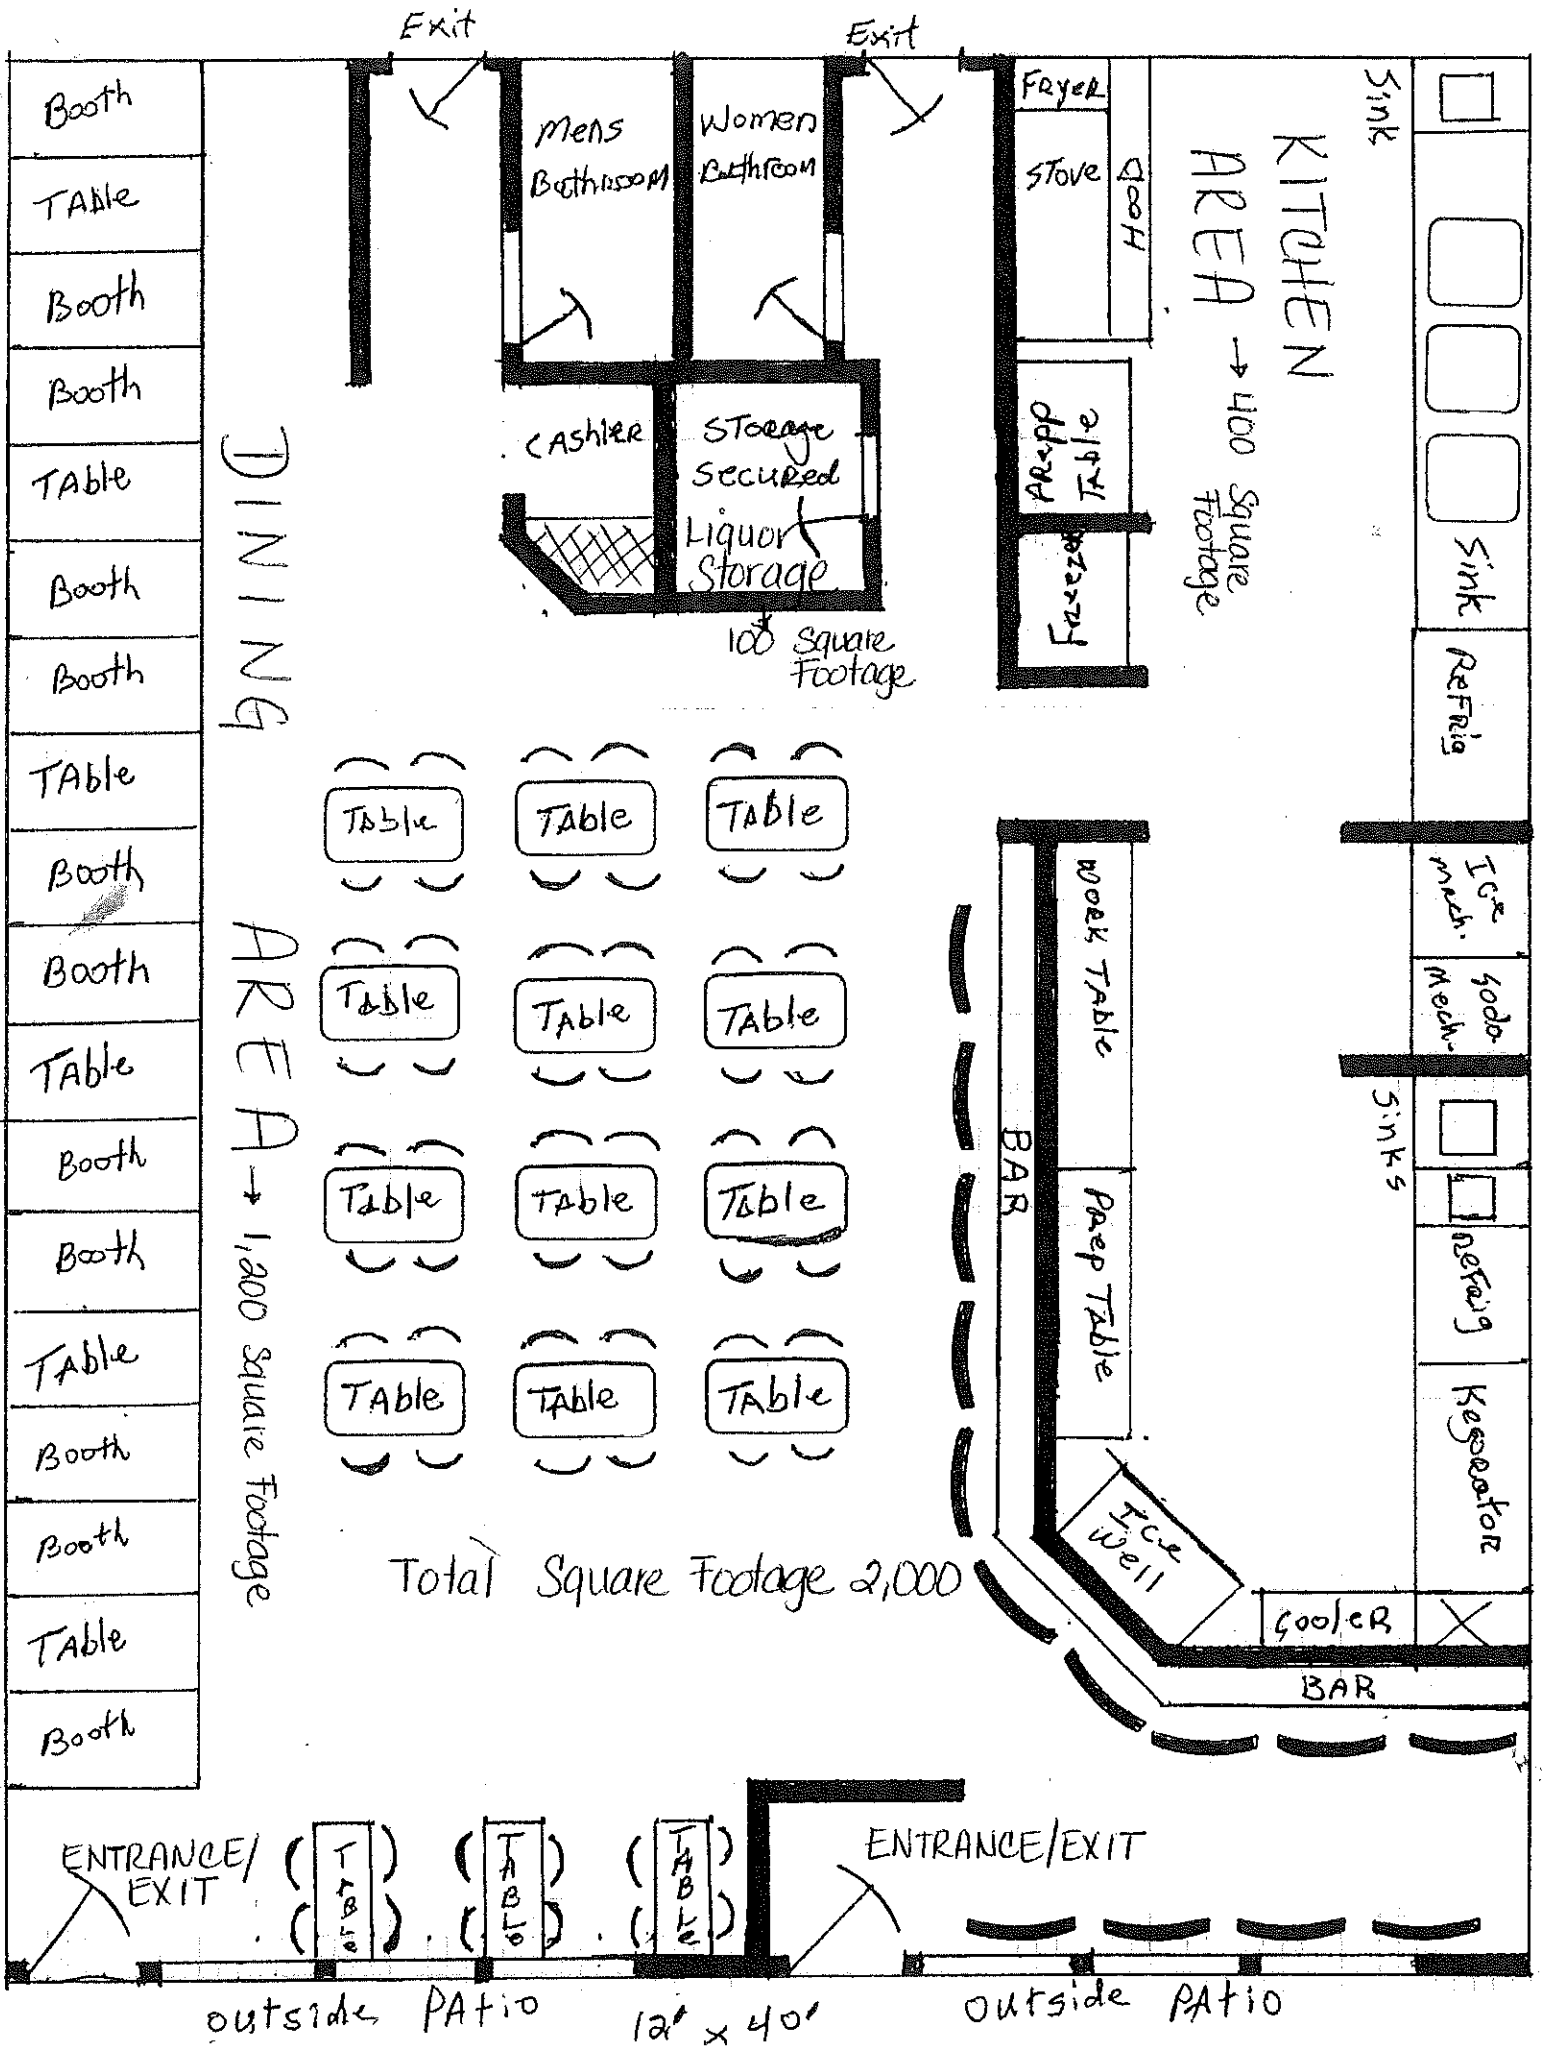 Exit
Exit
Booth
TABle
Booth
Booth
TAble
Booth
Booth
TAble
Booth
Booth
TAble
Booth
Booth
TABle
Booth
Booth
TAble
Booth
DINING
AREA → 1,200 Square Footage
Mens
Bathroom
Women
Bathroom
CASHIER
STorage
Secured
Liquor
Storage
100 Square
Footage
FRyeR
STove
HooD
PRep
TAble
Freezer
KITCHEN
AREA → 400 Square
Footage
Sink
Sink
ReFRig
TAble
TAble
TAble
TAble
TAble
TAble
TAble
TAble
TAble
TAble
TAble
TAble
BAR
WORK TABle
PRep TABle
Ice
Mach.
Soda
Mech.
Sinks
ReFrig
KegoRatoR
Ice
Well
CooleR
BAR
Total Square Footage 2,000
ENTRANCE/
EXIT
TABLe
TABLe
TABLe
ENTRANCE/EXIT
outside PAtio
12' x 40'
outside PAtio